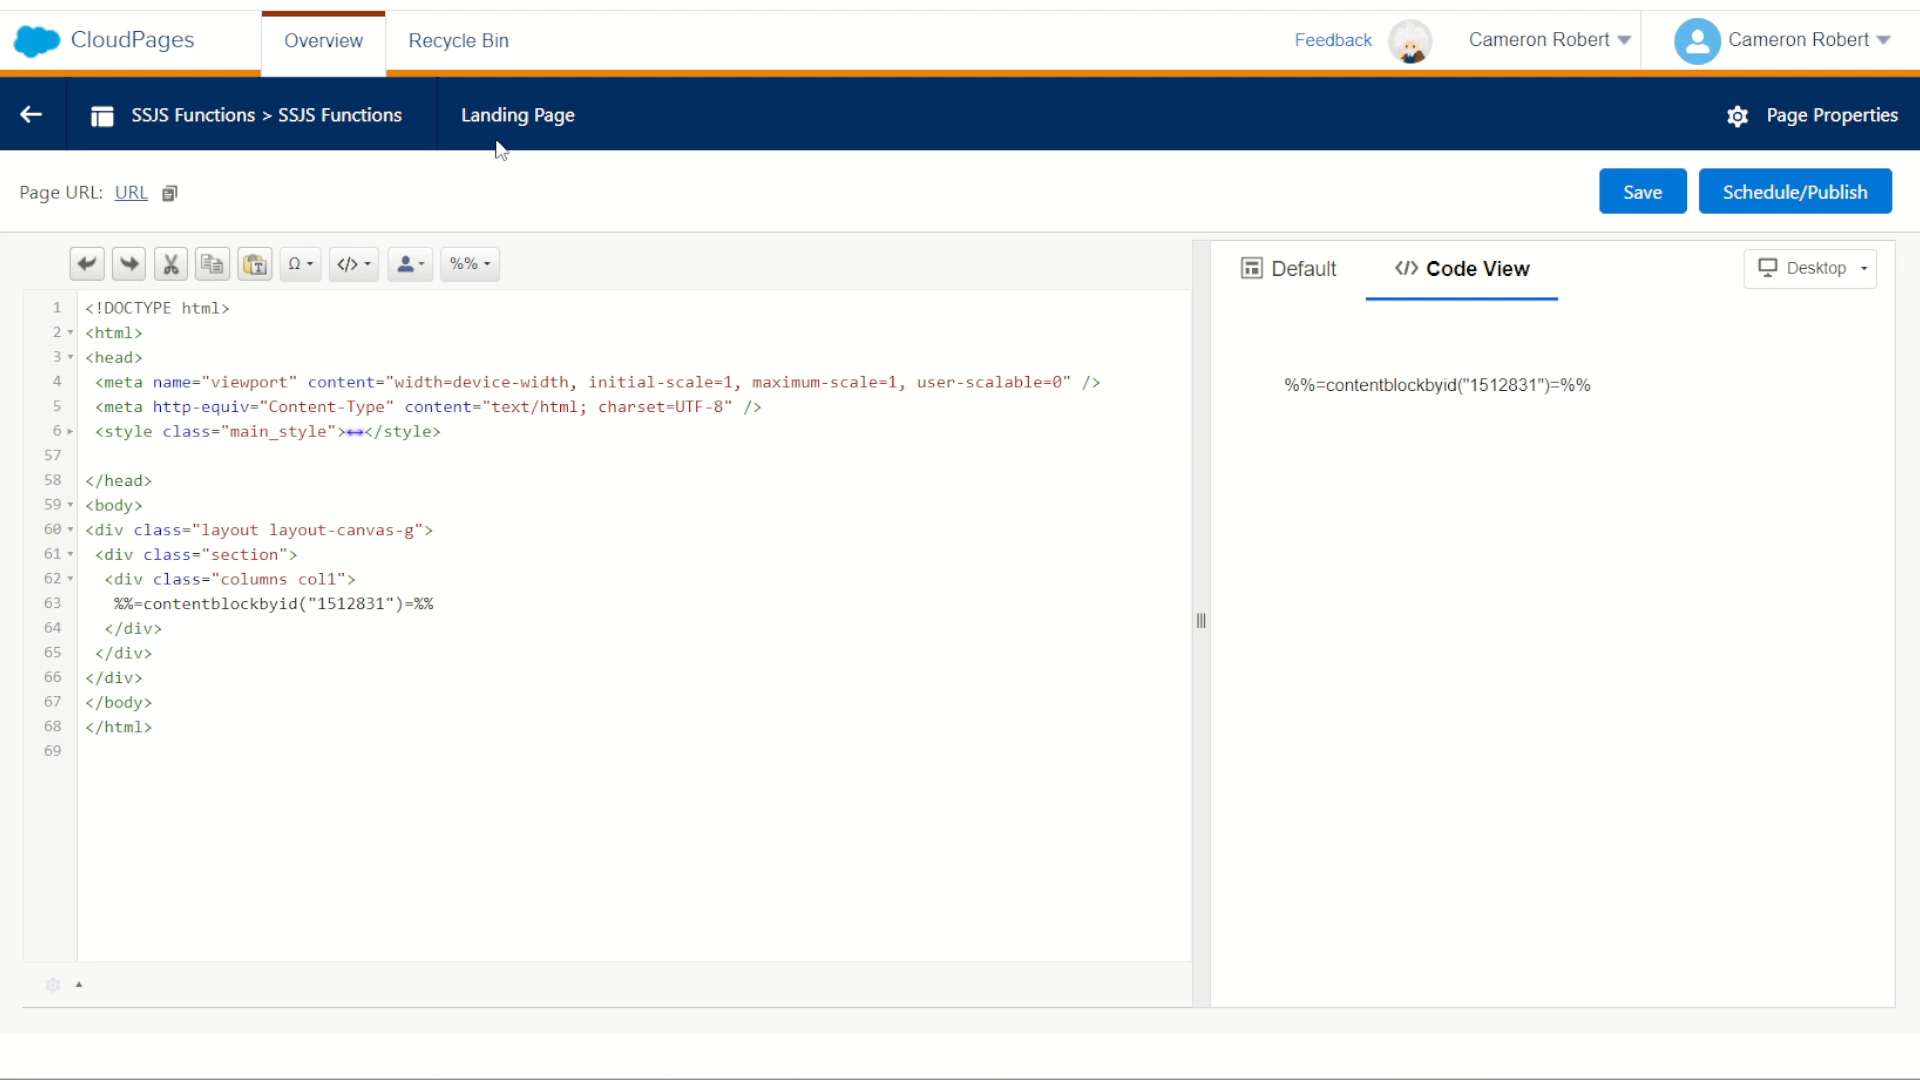 CloudPages
Overview
Recycle Bin
Feedback
Cameron Robert
Cameron Robert
SSJS Functions > SSJS Functions
Landing Page
Page Properties
Page URL: URL
Save
Schedule/Publish
Ω
</>
%%
Default
</> Code View
Desktop
1 <!DOCTYPE html>
2 <html>
3 <head>
4 <meta name="viewport" content="width=device-width, initial-scale=1, maximum-scale=1, user-scalable=0" />
5 <meta http-equiv="Content-Type" content="text/html; charset=UTF-8" />
6 <style class="main_style">↔</style>
57
58 </head>
59 <body>
60 <div class="layout layout-canvas-g">
61 <div class="section">
62 <div class="columns col1">
63 %%=contentblockbyid("1512831")=%%
64 </div>
65 </div>
66 </div>
67 </body>
68 </html>
69
%%=contentblockbyid("1512831")=%%